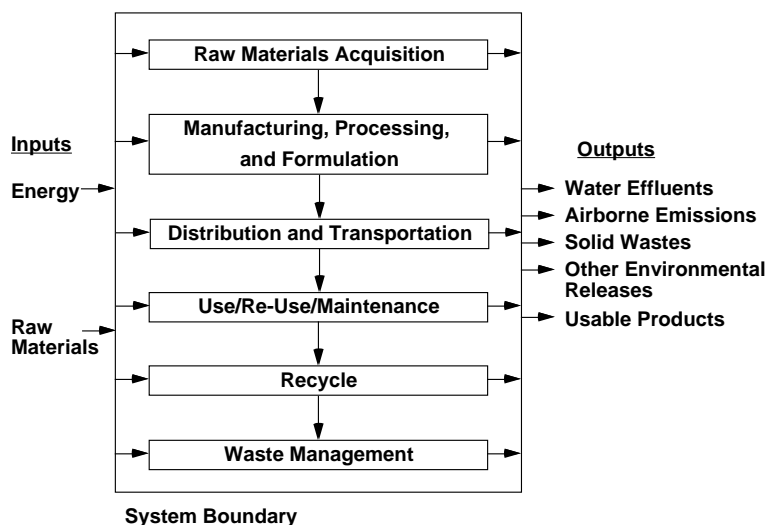 Raw Materials Acquisition
Manufacturing, Processing,
and Formulation
Distribution and Transportation
Use/Re-Use/Maintenance
Recycle
Waste Management
Inputs
Energy
Raw
Materials
Outputs
Water Effluents
Airborne Emissions
Solid Wastes
Other Environmental
Releases
Usable Products
System Boundary